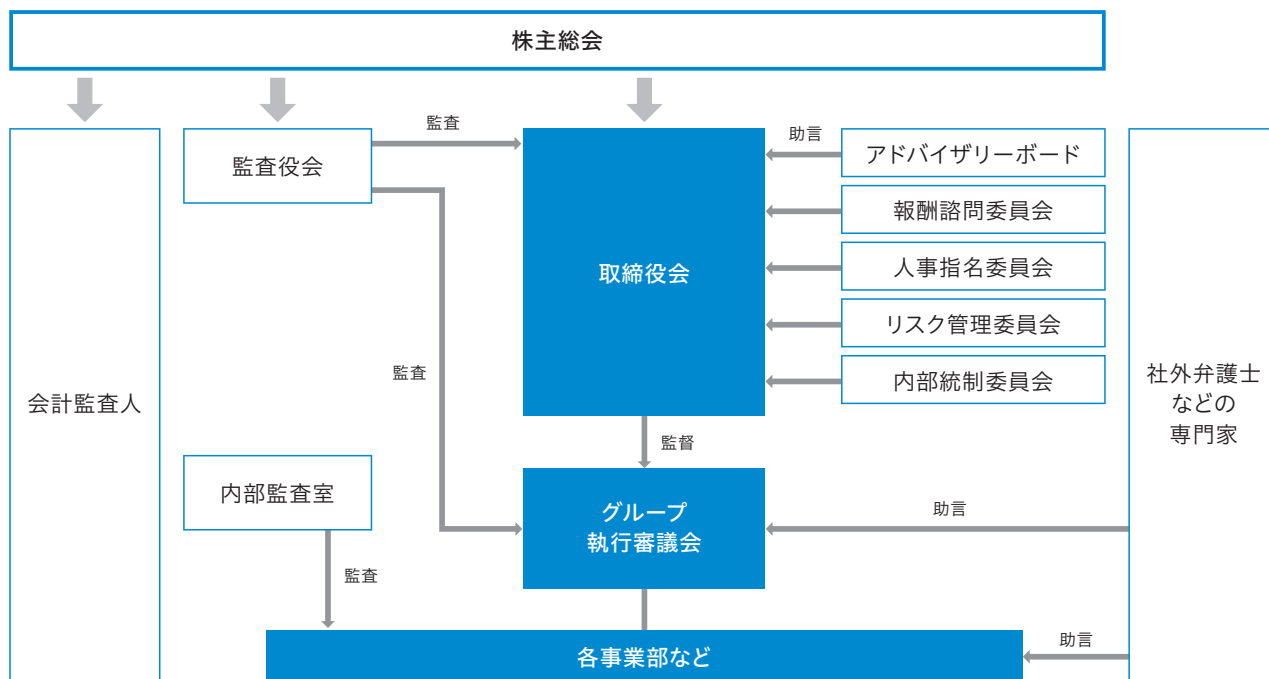 株主総会
監査
助言
監査役会
アドバイザリーボード
報酬諮問委員会
取締役会
人事指名委員会
リスク管理委員会
監査
内部統制委員会
会計監査人
社外弁護士
などの
専門家
監督
内部監査室
グループ
執行審議会
助言
監査
各事業部など
助言